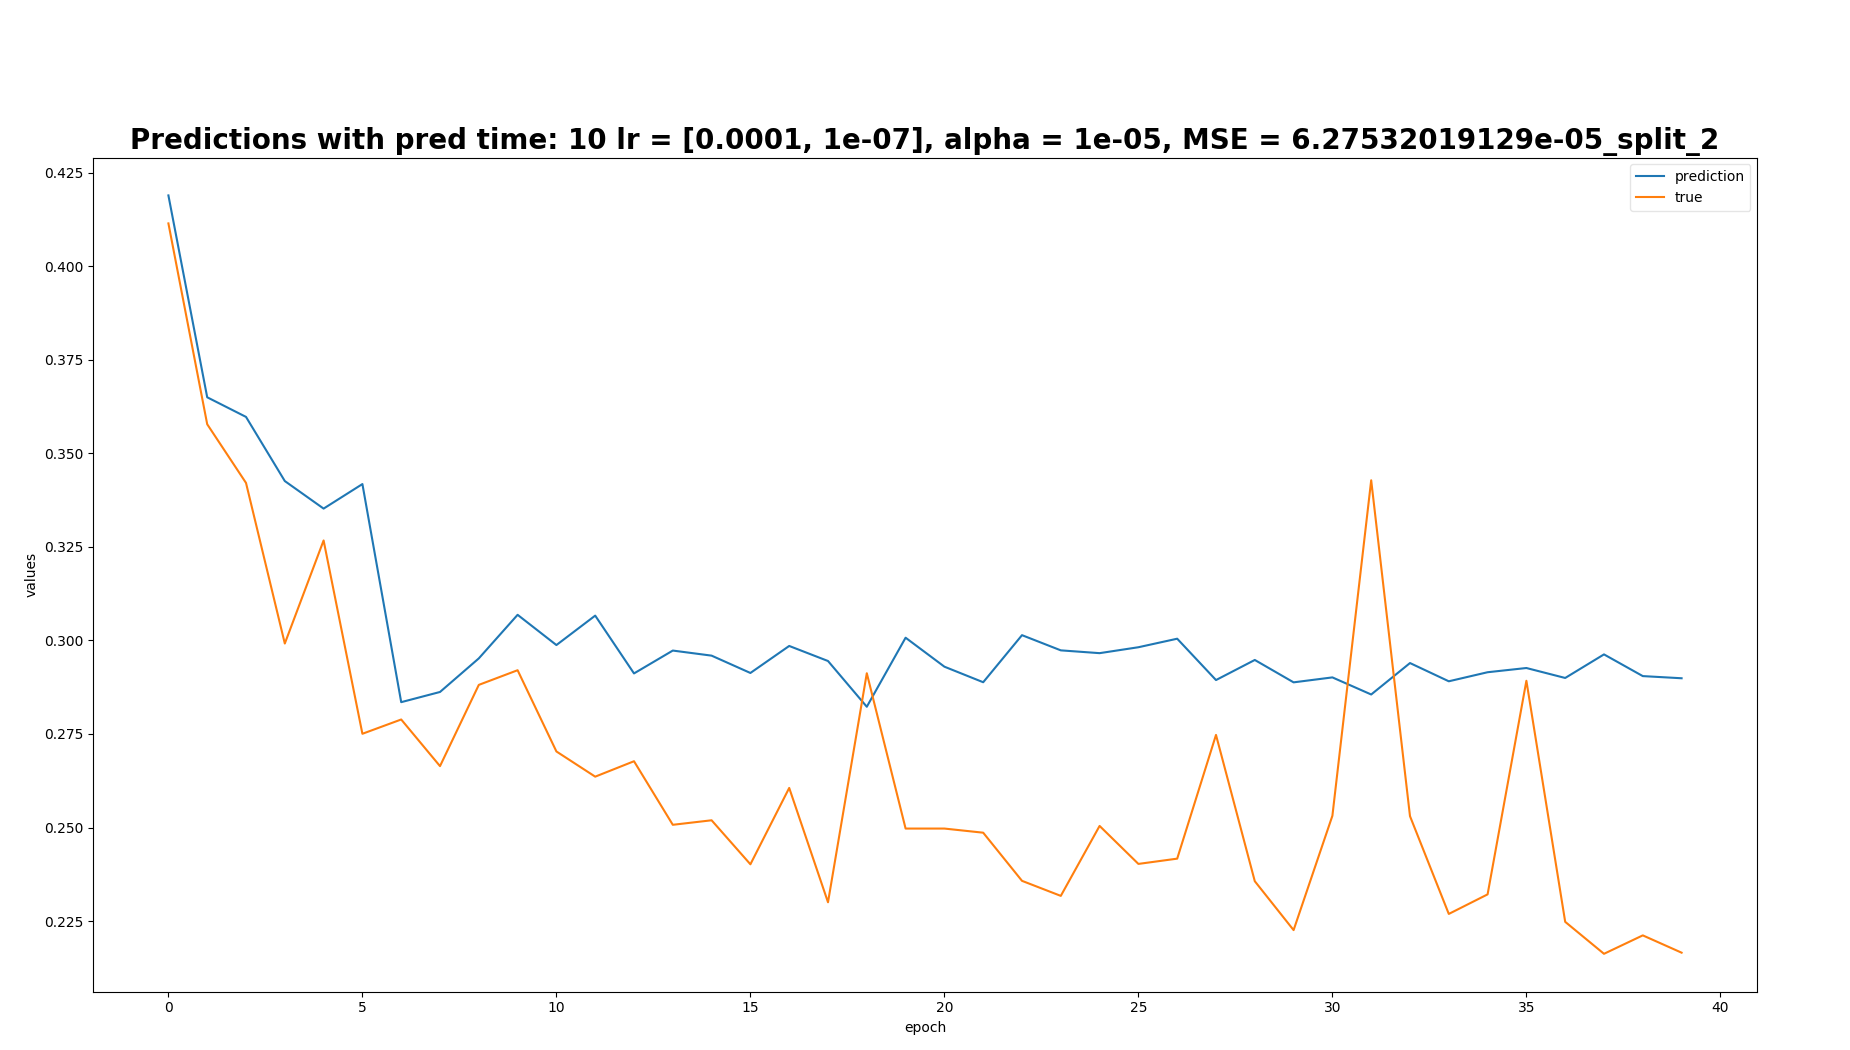 Predictions with pred time: 10 lr = [0.0001, 1e-07], alpha = 1e-05, MSE = 6.27532019129e-05_split_2
prediction
true
0.425
0.400
0.375
0.350
0.325
0.300
0.275
0.250
0.225
values
0 5 10 15 20 25 30 35 40
epoch